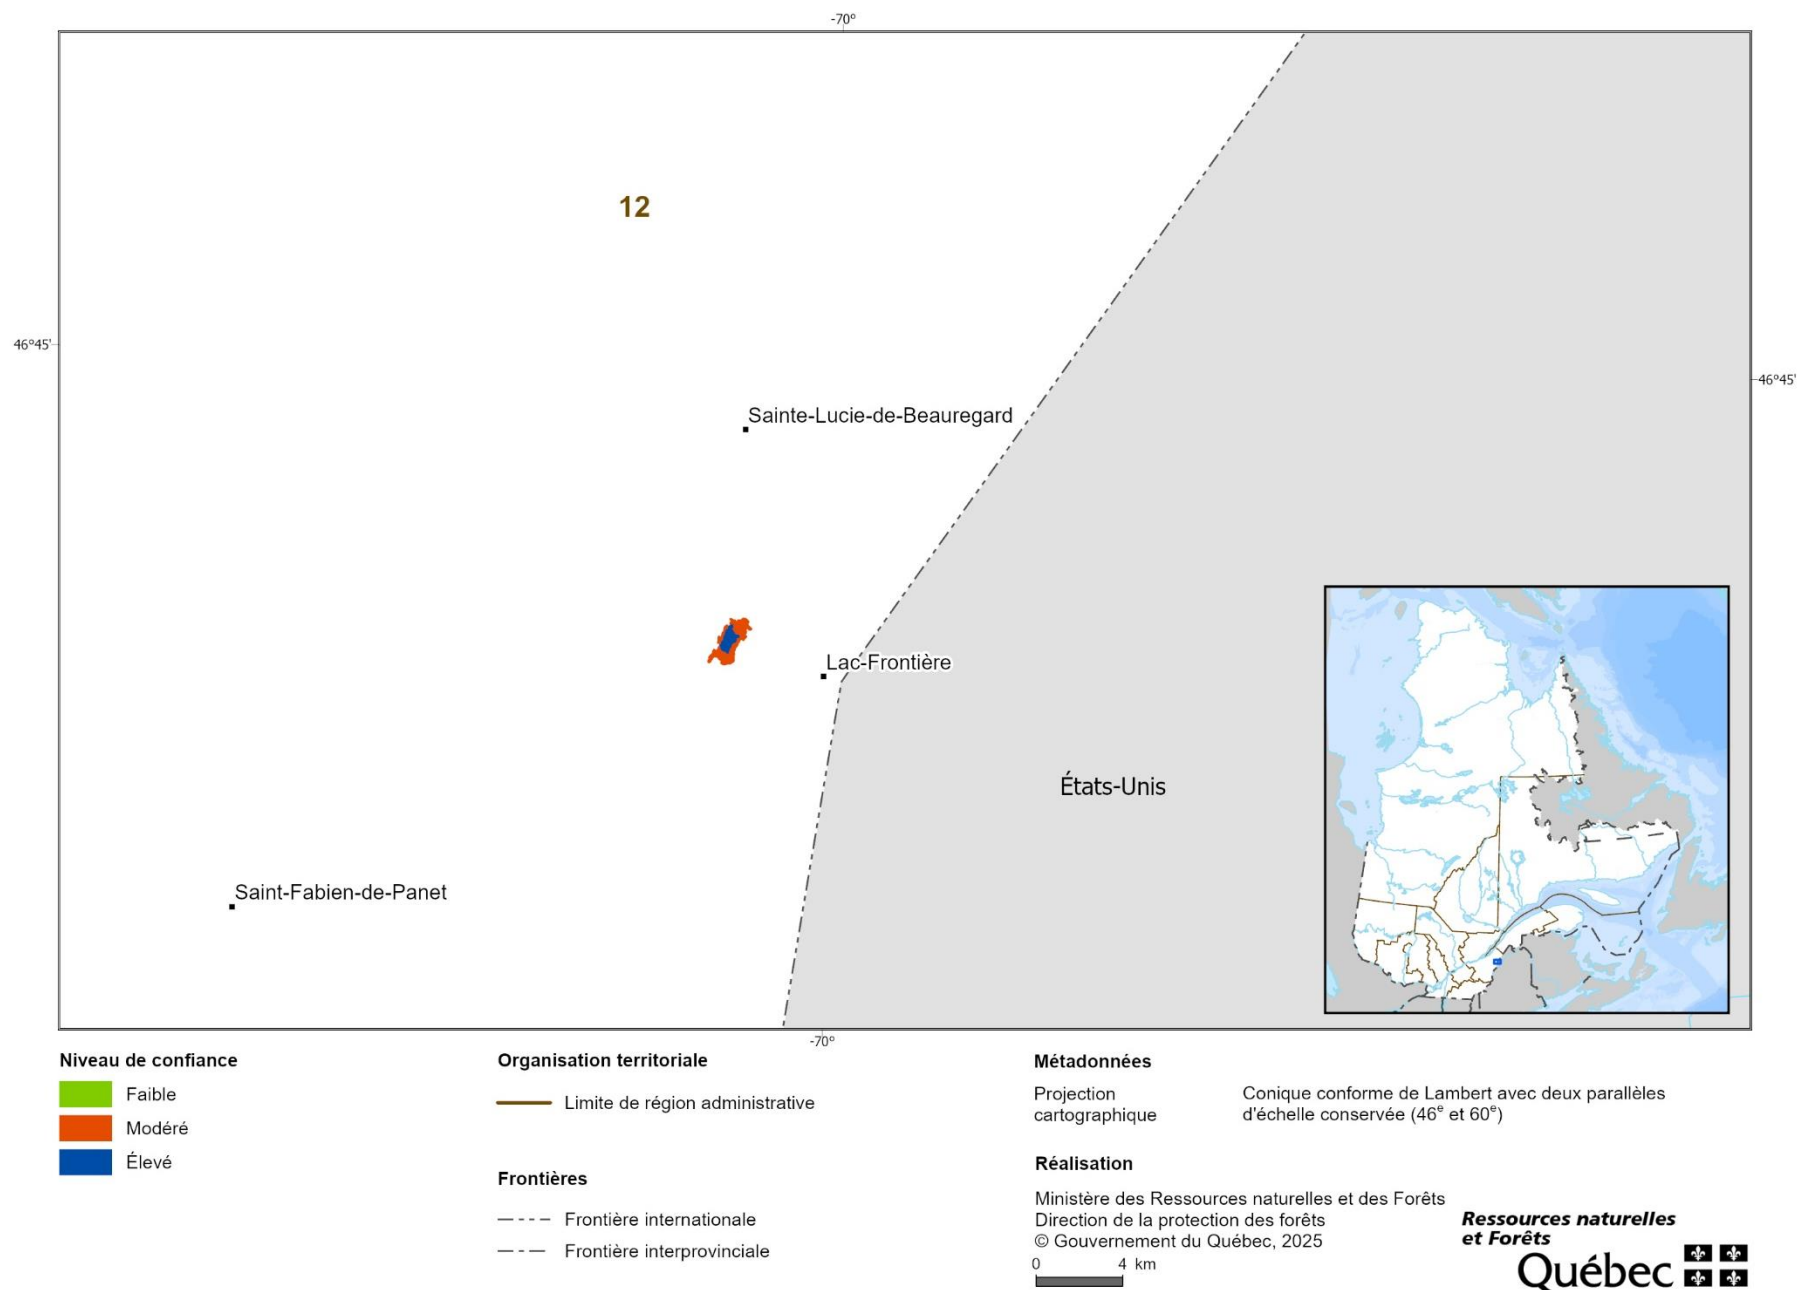 -70°
12
46°45'
46°45'
Sainte-Lucie-de-Beauregard
Lac-Frontière
États-Unis
Saint-Fabien-de-Panet
-70°
Niveau de confiance
Faible
Modéré
Élevé
Organisation territoriale
Limite de région administrative
Frontières
Frontière internationale
Frontière interprovinciale
Métadonnées
Projection
cartographique
Conique conforme de Lambert avec deux parallèles
d'échelle conservée (46e et 60e)
Réalisation
Ministère des Ressources naturelles et des Forêts
Direction de la protection des forêts
© Gouvernement du Québec, 2025
0 4 km
Ressources naturelles
et Forêts
Québec